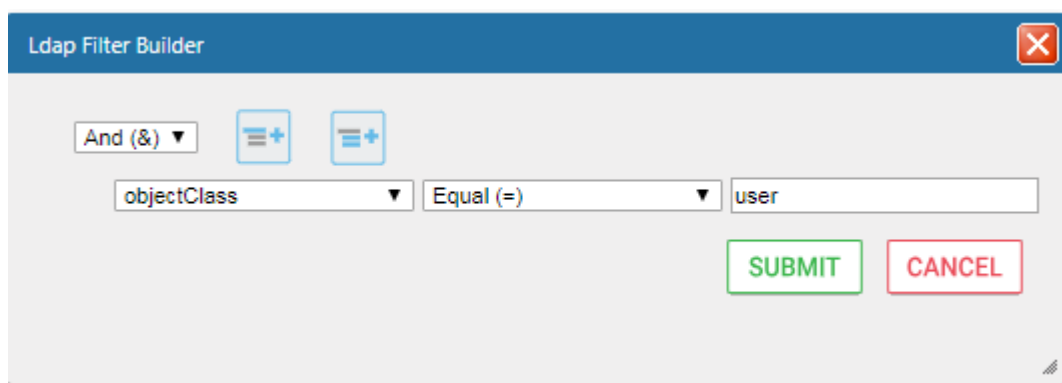 Ldap Filter Builder
And (&)
objectClass Equal (=) user
SUBMIT CANCEL